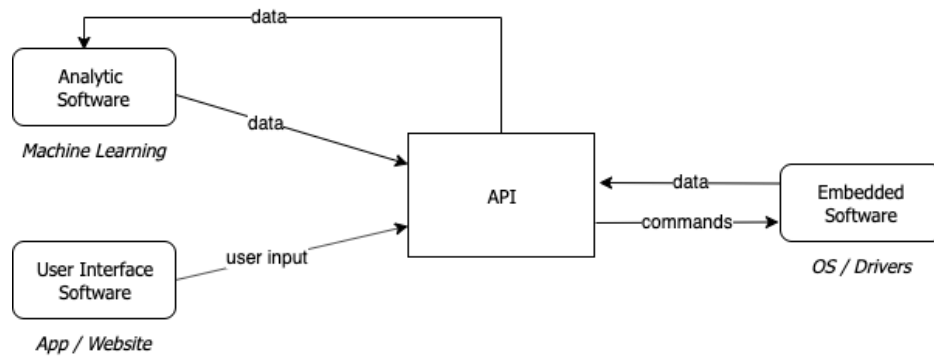 data
Analytic
Software
data
Machine Learning
API
data
Embedded
Software
commands
User Interface
Software
user input
OS / Drivers
App / Website